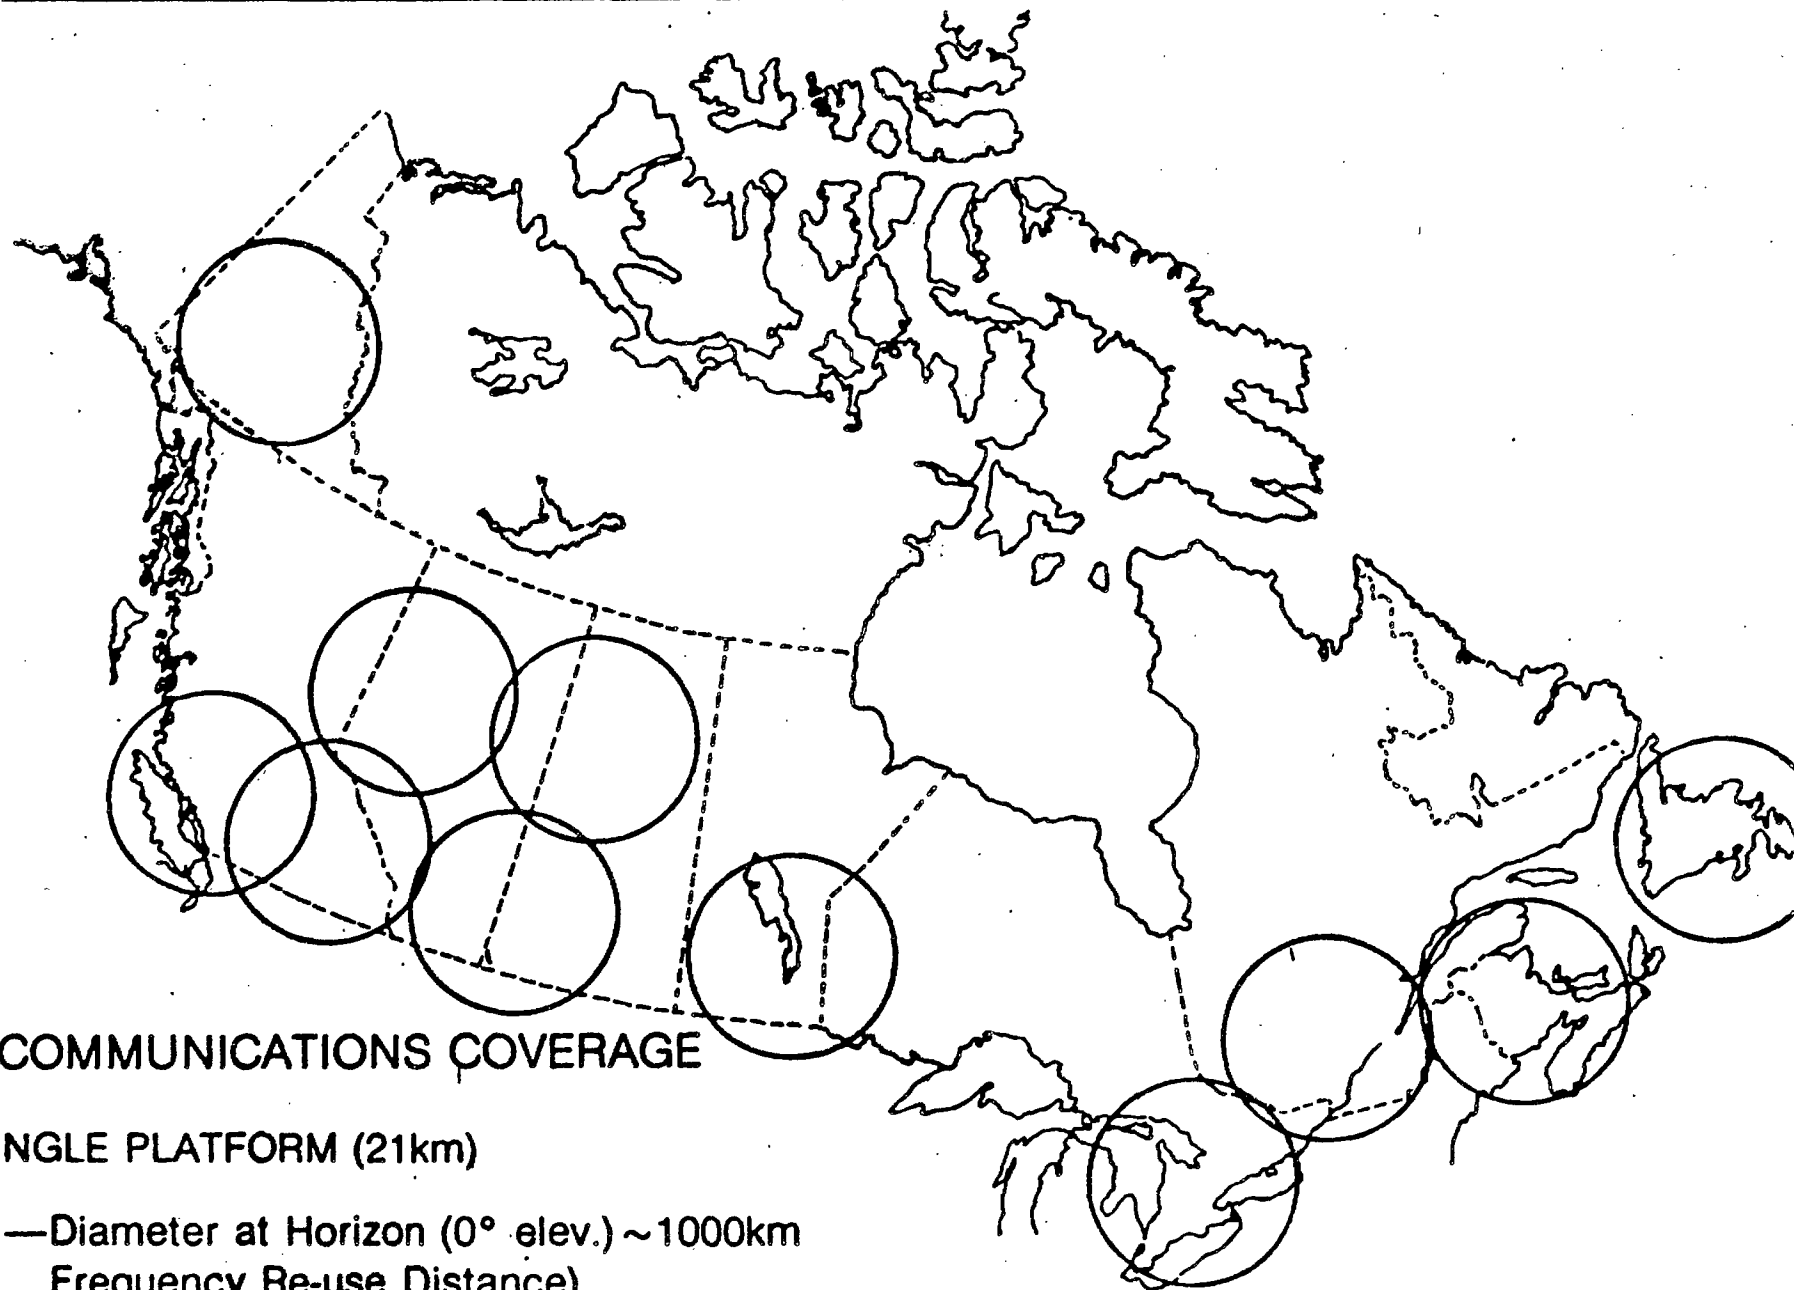 COMMUNICATIONS COVERAGE
NGLE PLATFORM (21km)
—Diameter at Horizon (0° elev.) ~1000km
Frequency Re-use Distance)